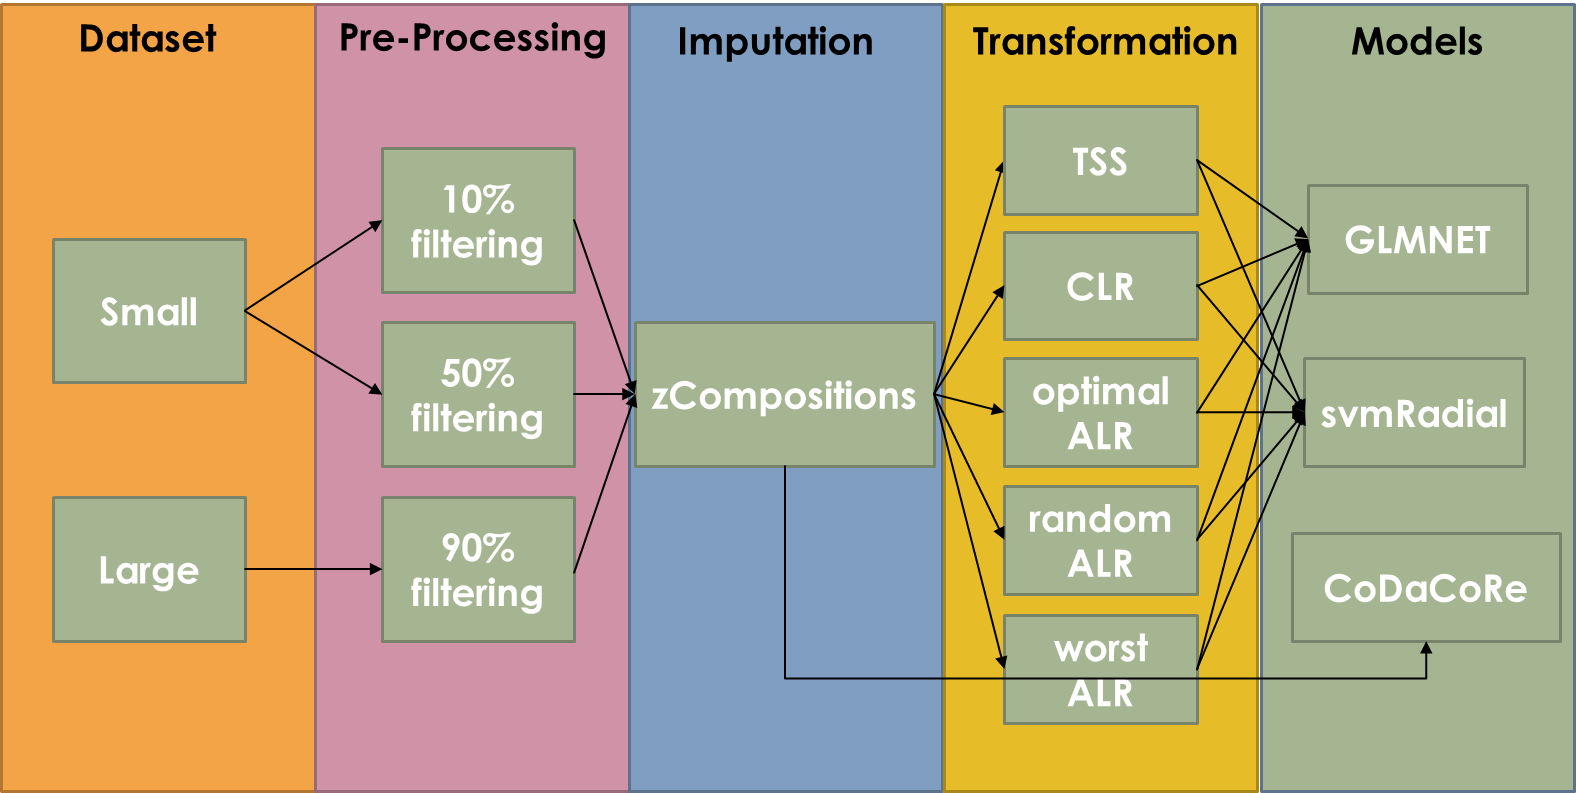 Dataset
Pre-Processing
Imputation
Transformation
Models
Small
Large
10%
filtering
50%
filtering
90%
filtering
zCompositions
TSS
CLR
optimal
ALR
random
ALR
worst
ALR
GLMNET
svmRadial
CoDaCoRe